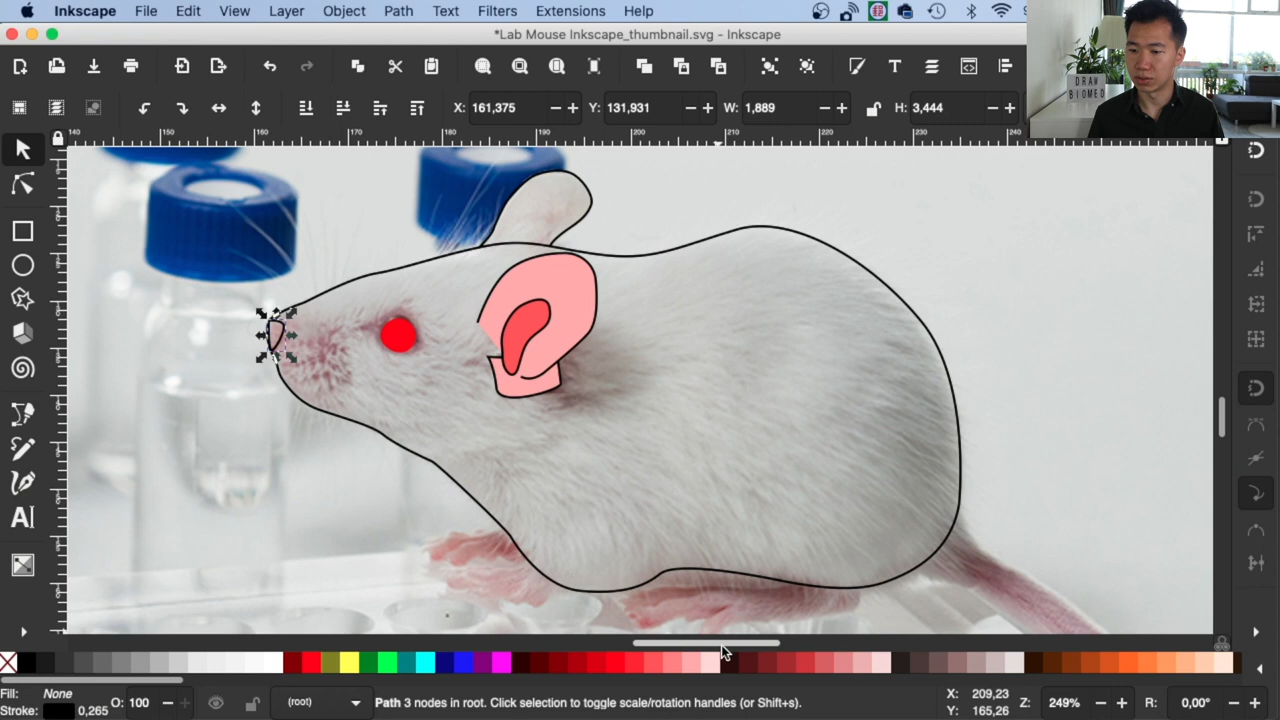 Inkscape File Edit View Layer Object Path Text Filters Extensions Help
*Lab Mouse Inkscape_thumbnail.svg - Inkscape
DRAW
BIOMED
X: 161,375 − + Y: 131,931 − + W: 1,889 − + H: 3,444 − +
140 150 160 170 180 190 200 210 220 230 240
Fill: None
Stroke: 0,265
O: 100 − +
(root)
Path 3 nodes in root. Click selection to toggle scale/rotation handles (or Shift+s).
X: 209,23
Y: 165,26
Z: 249% − +
R: 0,00° − +